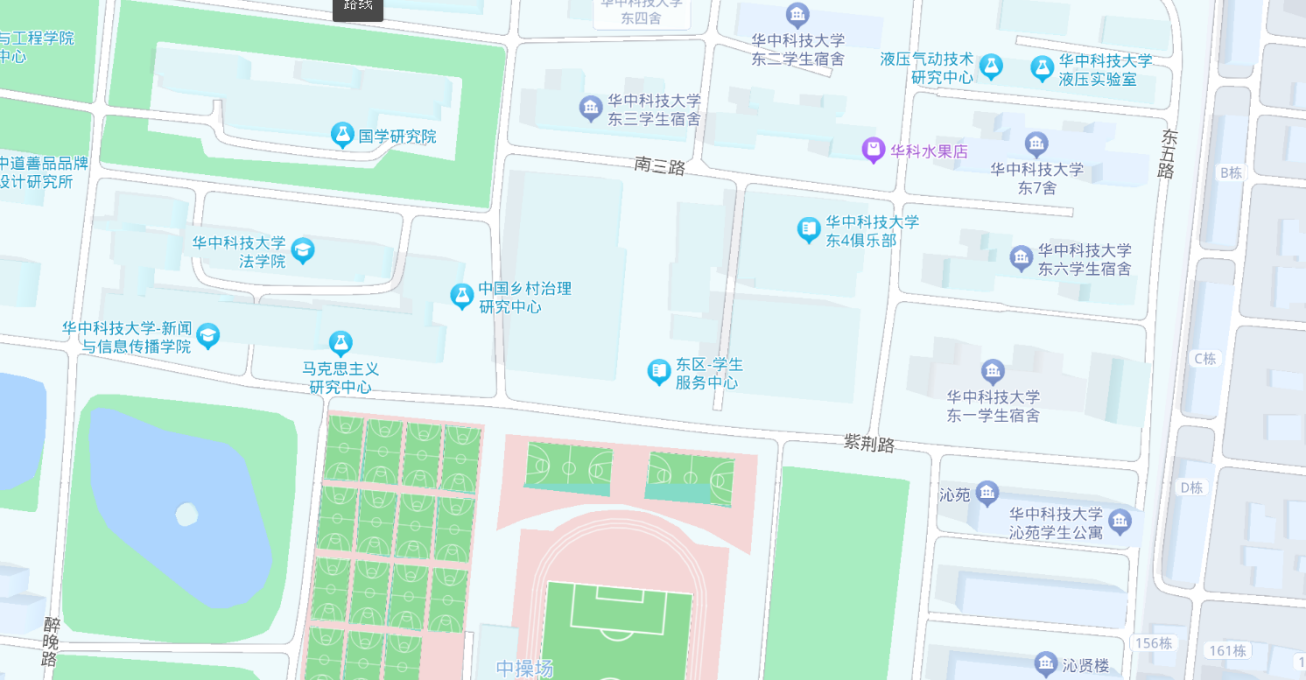 路线
华中科技大学
东四舍
与工程学院
中心
华中科技大学
东二学生宿舍
液压气动技术
研究中心
华中科技大学
液压实验室
华中科技大学
东三学生宿舍
国学研究院
中道善品品牌
设计研究所
南三路
华科水果店
华中科技大学
东7舍
东五路
B栋
华中科技大学
法学院
华中科技大学
东4俱乐部
华中科技大学
东六学生宿舍
中国乡村治理
研究中心
华中科技大学-新闻
与信息传播学院
马克思主义
研究中心
东区-学生
服务中心
C栋
华中科技大学
东一学生宿舍
紫荆路
沁苑
D栋
华中科技大学
沁苑学生公寓
醉晚路
中操场
156栋
161栋
沁贤楼